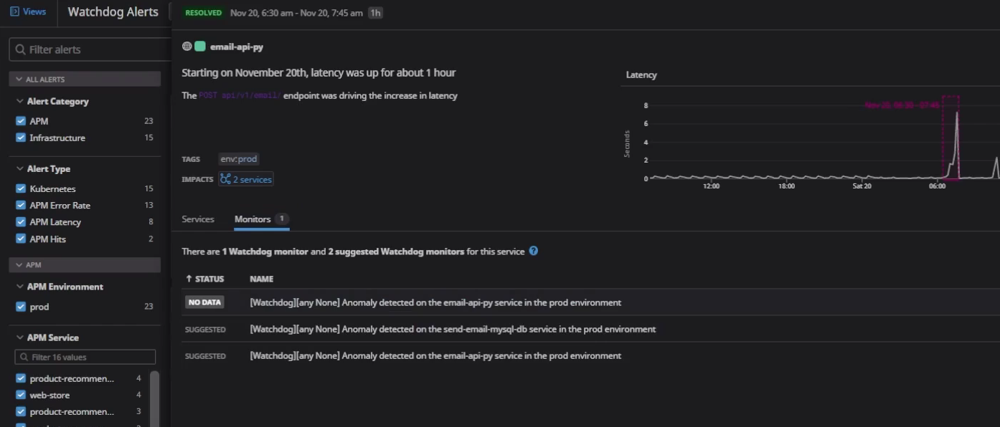 Views
Watchdog Alerts
RESOLVED Nov 20, 6:30 am - Nov 20, 7:45 am 1h
Filter alerts
ALL ALERTS
Alert Category
APM 23
Infrastructure 15
Alert Type
Kubernetes 15
APM Error Rate 13
APM Latency 8
APM Hits 2
APM
APM Environment
prod 23
APM Service
Filter 16 values
product-recommen... 4
web-store 4
product-recommen... 3
email-api-py
Starting on November 20th, latency was up for about 1 hour
The POST api/v1/email/ endpoint was driving the increase in latency
TAGS env:prod
IMPACTS 2 services
Latency
Nov 20, 06:30 - 07:45
Seconds
8
6
4
2
0
12:00 18:00 Sat 20 06:00
Services Monitors 1
There are 1 Watchdog monitor and 2 suggested Watchdog monitors for this service ?
↑ STATUS NAME
NO DATA [Watchdog][any None] Anomaly detected on the email-api-py service in the prod environment
SUGGESTED [Watchdog][any None] Anomaly detected on the send-email-mysql-db service in the prod environment
SUGGESTED [Watchdog][any None] Anomaly detected on the email-api-py service in the prod environment